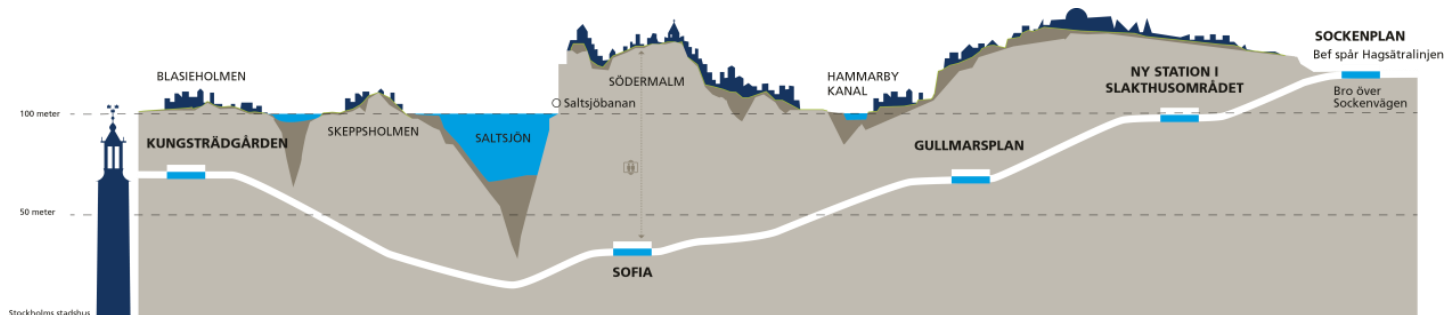 SOCKENPLAN
Bef spår Hagsätralinjen
BLASIEHOLMEN
HAMMARBY
KANAL
SÖDERMALM
NY STATION I
SLAKTHUSOMRÅDET
Bro över
Sockenvägen
Saltsjöbanan
100 meter
SKEPPSHOLMEN
SALTSJÖN
KUNGSTRÄDGÅRDEN
GULLMARSPLAN
50 meter
SOFIA
Stockholms stadshus